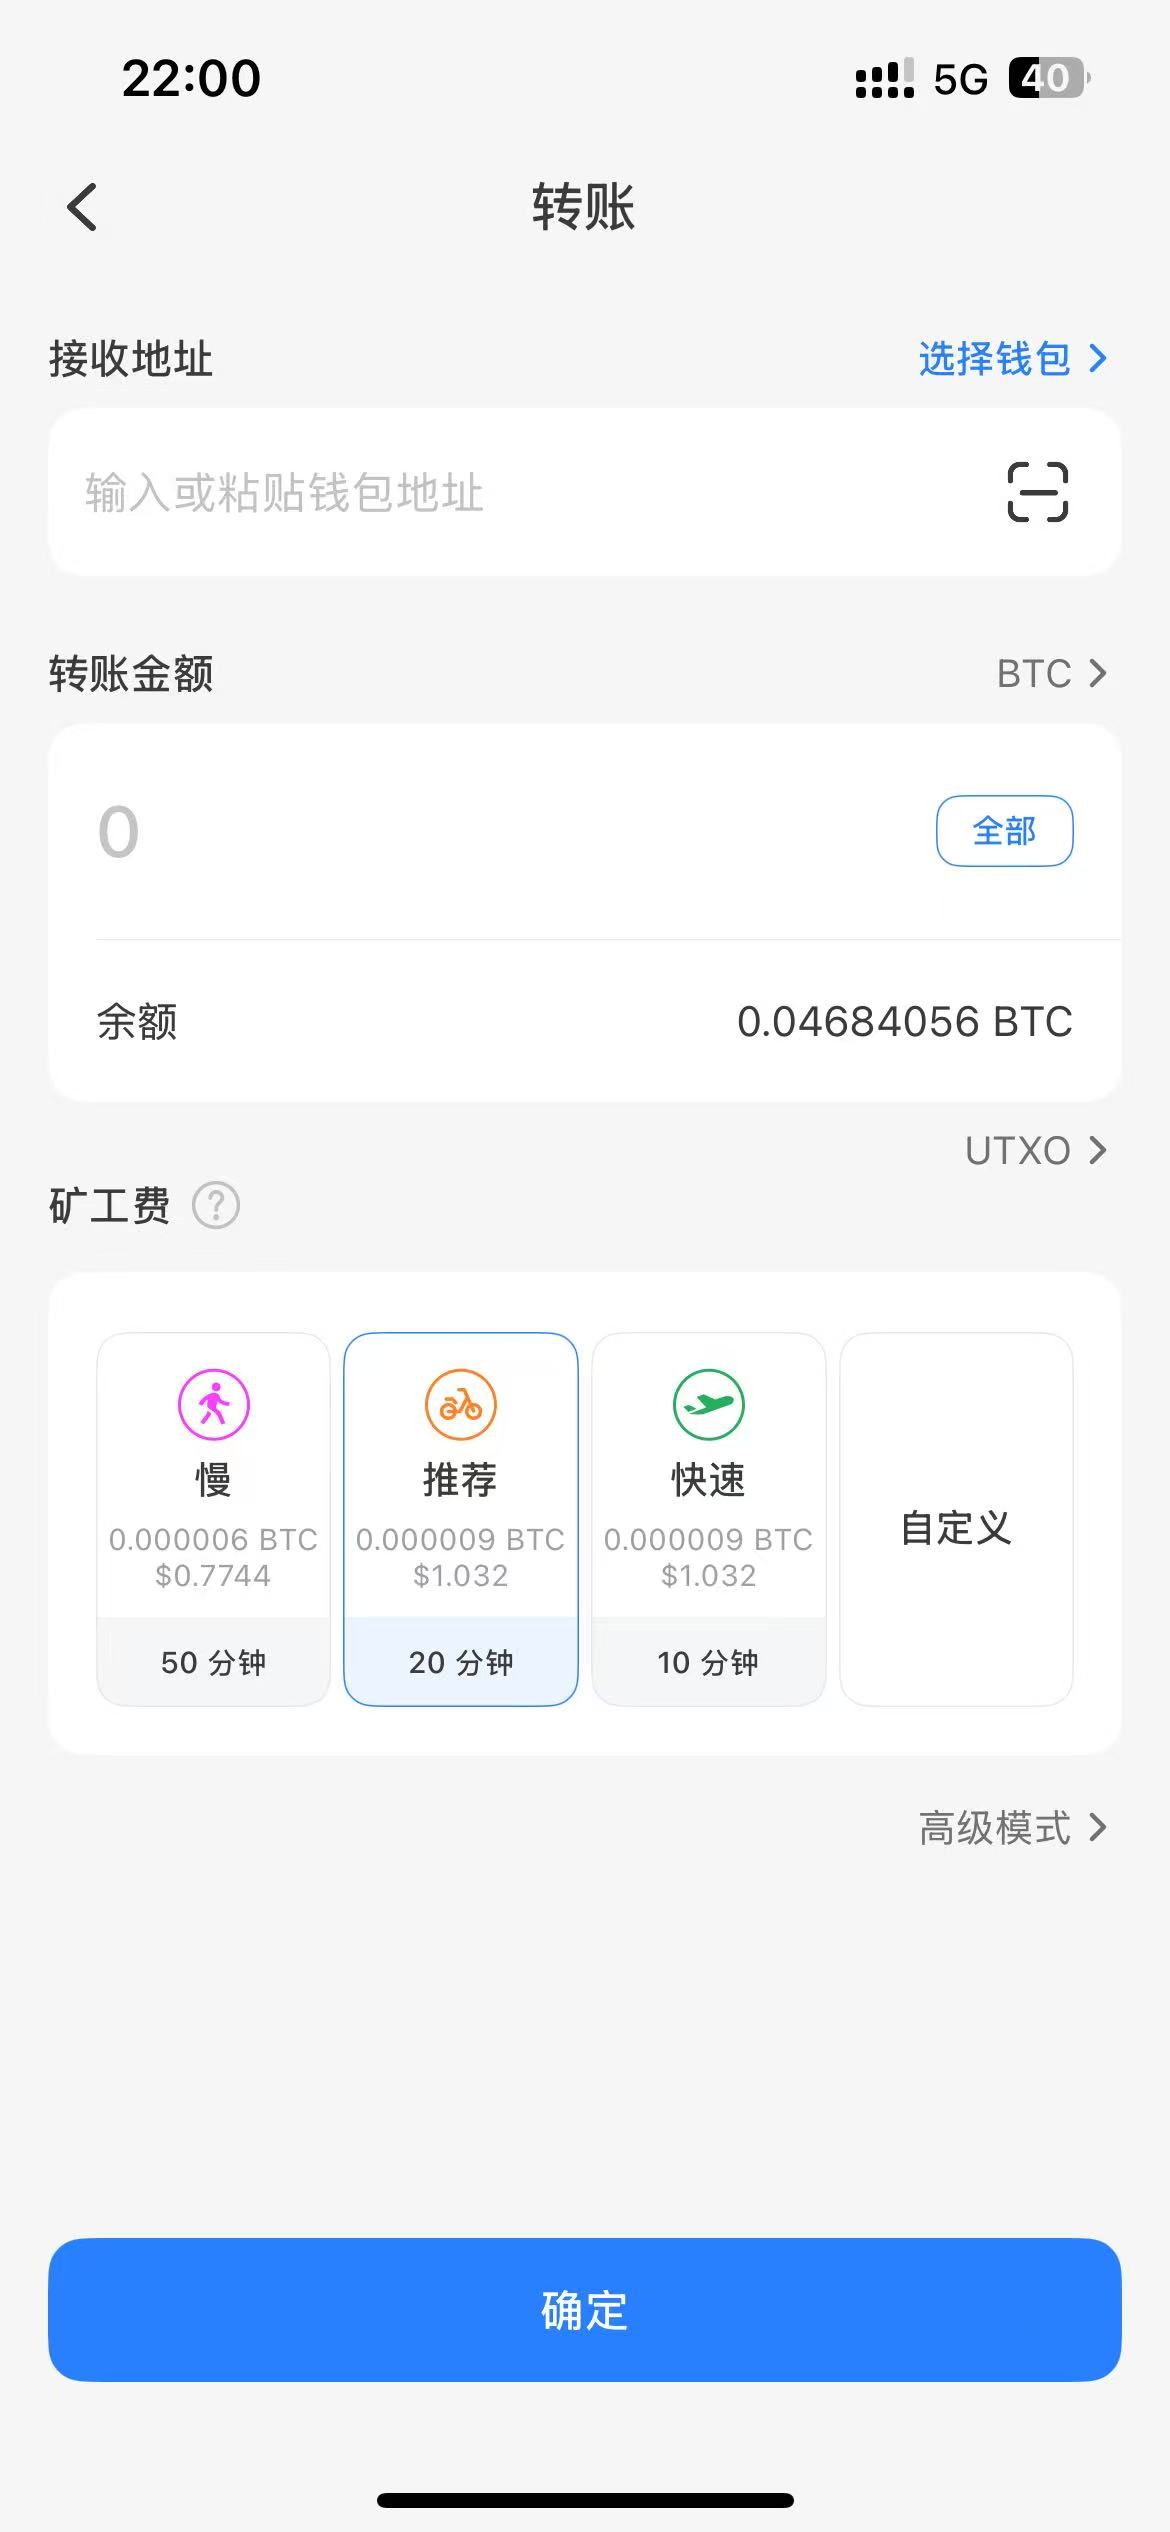 22:00
5G 40
转账
接收地址
选择钱包
输入或粘贴钱包地址
转账金额
BTC
0
全部
余额
0.04684056 BTC
UTXO
矿工费 ?
慢
0.000006 BTC
$0.7744
50 分钟
推荐
0.000009 BTC
$1.032
20 分钟
快速
0.000009 BTC
$1.032
10 分钟
自定义
高级模式
确定